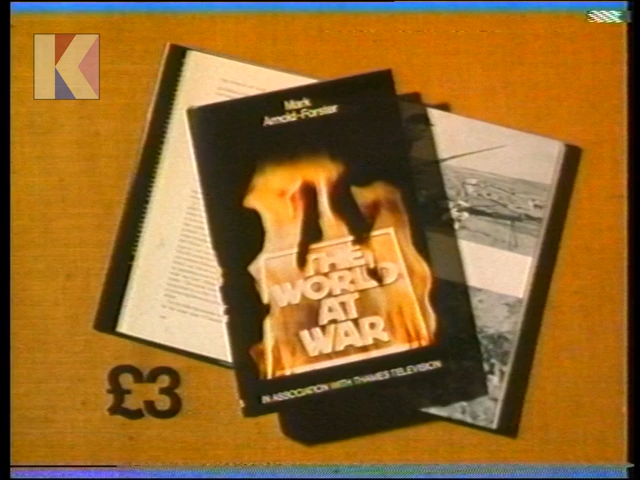 K
Mark
Arnold-Forster
THE
WORLD
AT
WAR
IN ASSOCIATION WITH THAMES TELEVISION
£3